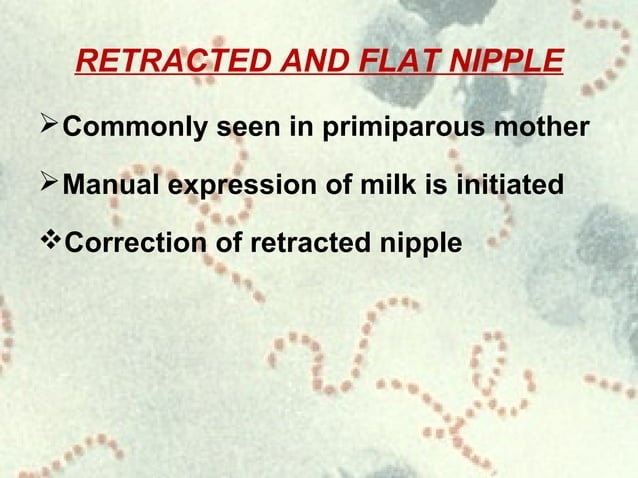 RETRACTED AND FLAT NIPPLE
Commonly seen in primiparous mother
Manual expression of milk is initiated
Correction of retracted nipple